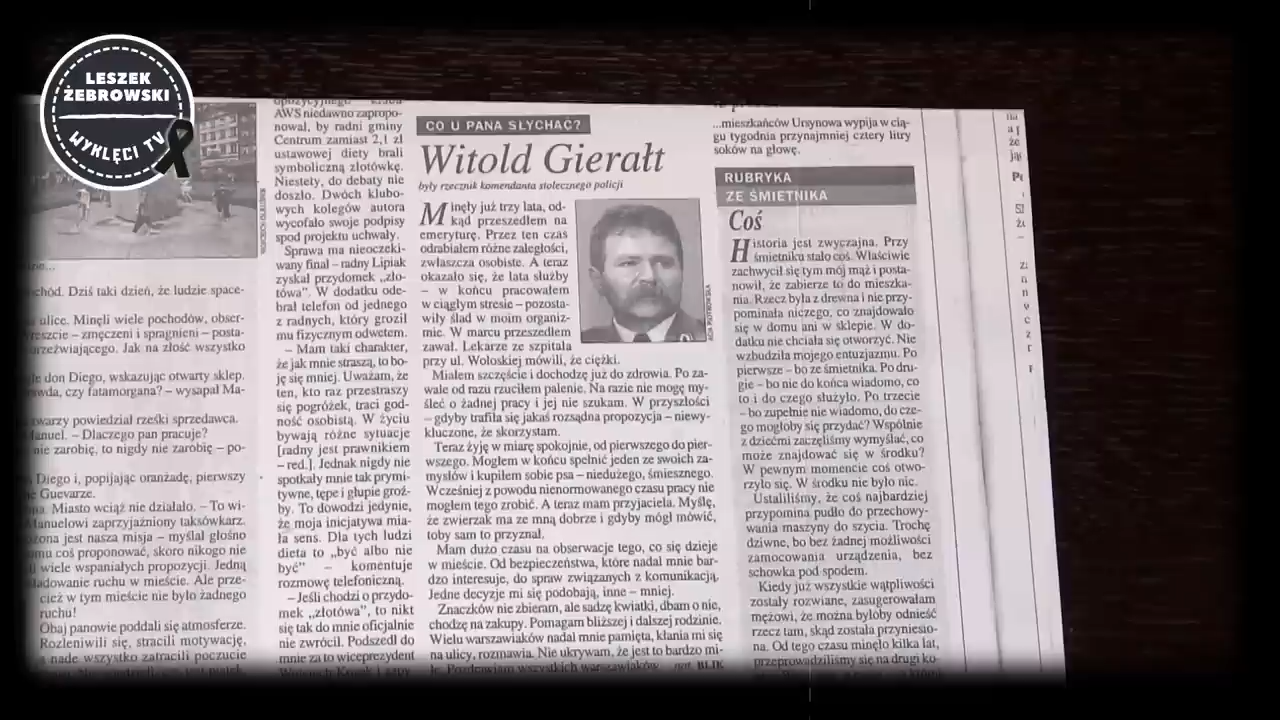 LESZEK
ŻEBROWSKI
WYKLĘCI TV
chód. Dziś taki dzień, że ludzie space-
ulice. Minęli wiele pochodów, obser-
reszcie – zmęczeni i spragnieni – posta-
orzeźwiającego. Jak na złość wszystko
don Diego, wskazując otwarty sklep.
czy fatamorgana? – wysapał Ma-
twarzy powiedział rześki sprzedawca.
Manuel. – Dlaczego pan pracuje?
nie zarobię, to nigdy nie zarobię – po-
Diego i, popijając oranżadę, pierwszy
Guevarze.
Miasto wciąż nie działało. – To wi-
Manuelowi zaprzyjaźniony taksówkarz.
jest nasza misja – myślał głośno
coś proponować, skoro nikogo nie
wiele wspaniałych propozycji. Jedną
ładowanie ruchu w mieście. Ale prze-
cież w tym mieście nie było żadnego
ruchu!
Obaj panowie poddali się atmosferze.
Rozleniwili się, stracili motywację,
a nade wszystko zatracili poczucie
opozycyjnego klubu
AWS niedawno zapropo-
nował, by radni gminy
Centrum zamiast 2,1 zł
ustawowej diety brali
symboliczną złotówkę.
Niestety, do debaty nie
doszło. Dwóch klubo-
wych kolegów autora
wycofało swoje podpisy
spod projektu uchwały.
Sprawa ma nieoczeki-
wany finał – radny Lipiak
zyskał przydomek „zło-
tówa". W dodatku ode-
brał telefon od jednego
z radnych, który groził
mu fizycznym odwetem.
– Mam taki charakter,
że jak mnie straszą, to bo-
ję się mniej. Uważam, że
ten, kto raz przestraszy
się pogróżek, traci god-
ność osobistą. W życiu
bywają różne sytuacje
[radny jest prawnikiem
– red.]. Jednak nigdy nie
spotkały mnie tak prymi-
tywne, tępe i głupie groź-
by. To dowodzi jedynie,
że moja inicjatywa mia-
ła sens. Dla tych ludzi
dieta to „być albo nie
być" – komentuje
rozmowę telefoniczną.
– Jeśli chodzi o przydo-
mek „złotówa", to nikt
się tak do mnie oficjalnie
nie zwrócił. Podszedł do
mnie za to wiceprezydent
CO U PANA SŁYCHAĆ?
Witold Gierałt
były rzecznik komendanta stołecznego policji
Minęły już trzy lata, od-
kąd przeszedłem na
emeryturę. Przez ten czas
odrabiałem różne zaległości,
zwłaszcza osobiste. A teraz
okazało się, że lata służby
– w końcu pracowałem
w ciągłym stresie – pozosta-
wiły ślad w moim organiz-
mie. W marcu przeszedłem
zawał. Lekarze ze szpitala
przy ul. Wołoskiej mówili, że ciężki.
Miałem szczęście i dochodzę już do zdrowia. Po za-
wale od razu rzuciłem palenie. Na razie nie mogę my-
śleć o żadnej pracy i jej nie szukam. W przyszłości
– gdyby trafiła się jakaś rozsądna propozycja – niewy-
kluczone, że skorzystam.
Teraz żyję w miarę spokojnie, od pierwszego do pier-
wszego. Mogłem w końcu spełnić jeden ze swoich za-
mysłów i kupiłem sobie psa – niedużego, śmiesznego.
Wcześniej z powodu nienormowanego czasu pracy nie
mogłem tego zrobić. A teraz mam przyjaciela. Myślę,
że zwierzak ma ze mną dobrze i gdyby mógł mówić,
toby sam to przyznał.
Mam dużo czasu na obserwacje tego, co się dzieje
w mieście. Od bezpieczeństwa, które nadal mnie bar-
dzo interesuje, do spraw związanych z komunikacją.
Jedne decyzje mi się podobają, inne – mniej.
Znaczków nie zbieram, ale sadzę kwiatki, dbam o nie,
chodzę na zakupy. Pomagam bliższej i dalszej rodzinie.
Wielu warszawiaków nadal mnie pamięta, kłania mi się
na ulicy, rozmawia. Nie ukrywam, że jest to bardzo mi-
łe. Pozdrawiam wszystkich warszawiaków. not. BLIK
...mieszkańców Ursynowa wypija w cią-
gu tygodnia przynajmniej cztery litry
soków na głowę.
RUBRYKA
ZE ŚMIETNIKA
Coś
Historia jest zwyczajna. Przy
śmietniku stało coś. Właściwie
zachwycił się tym mój mąż i posta-
nowił, że zabierze to do mieszka-
nia. Rzecz była z drewna i nie przy-
pominała niczego, co znajdowało
się w domu ani w sklepie. W do-
datku nie chciała się otworzyć. Nie
wzbudziła mojego entuzjazmu. Po
pierwsze – bo ze śmietnika. Po dru-
gie – bo nie do końca wiadomo, co
to i do czego służyło. Po trzecie
– bo zupełnie nie wiadomo, do cze-
go mogłoby się przydać? Wspólnie
z dziećmi zaczęliśmy wymyślać, co
może znajdować się w środku?
W pewnym momencie coś otwo-
rzyło się. W środku nie było nic.
Ustaliliśmy, że coś najbardziej
przypomina pudło do przechowy-
wania maszyny do szycia. Trochę
dziwne, bo bez żadnej możliwości
zamocowania urządzenia, bez
schowka pod spodem.
Kiedy już wszystkie wątpliwości
zostały rozwiane, zasugerowałam
mężowi, że można byłoby odnieść
rzecz tam, skąd została przyniesio-
na. Od tego czasu minęło kilka lat,
przeprowadziliśmy się na drugi ko-